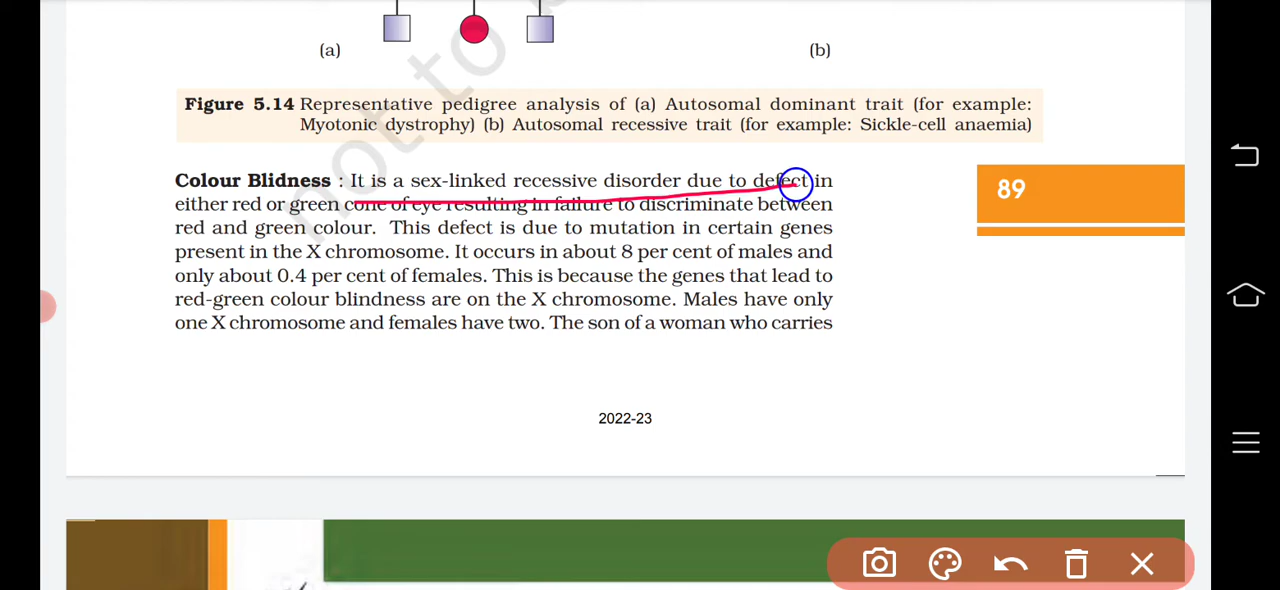 (a)
(b)
Figure 5.14 Representative pedigree analysis of (a) Autosomal dominant trait (for example:
Myotonic dystrophy) (b) Autosomal recessive trait (for example: Sickle-cell anaemia)
Colour Blidness : It is a sex-linked recessive disorder due to defect in
either red or green cone of eye resulting in failure to discriminate between
red and green colour. This defect is due to mutation in certain genes
present in the X chromosome. It occurs in about 8 per cent of males and
only about 0.4 per cent of females. This is because the genes that lead to
red-green colour blindness are on the X chromosome. Males have only
one X chromosome and females have two. The son of a woman who carries
89
2022-23
not to